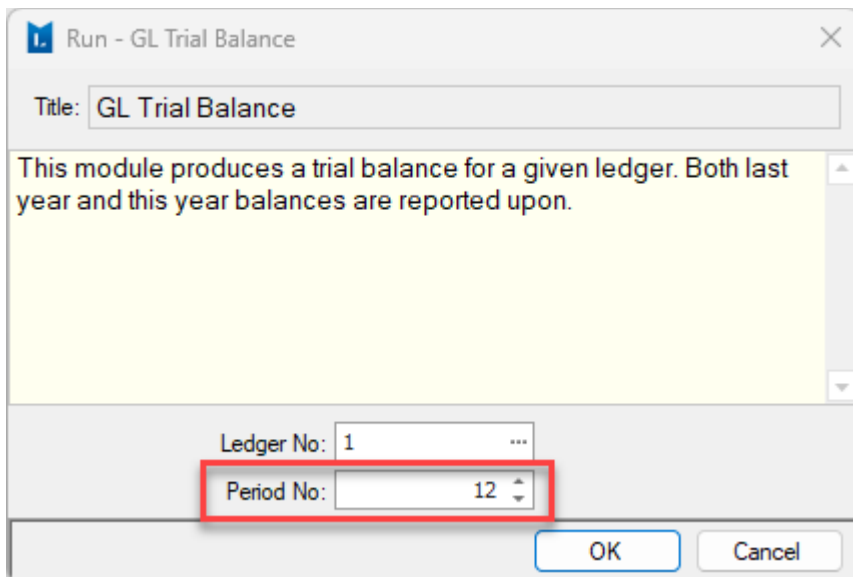 Run - GL Trial Balance
Title: GL Trial Balance
This module produces a trial balance for a given ledger. Both last
year and this year balances are reported upon.
Ledger No: 1 ...
Period No: 12
OK Cancel